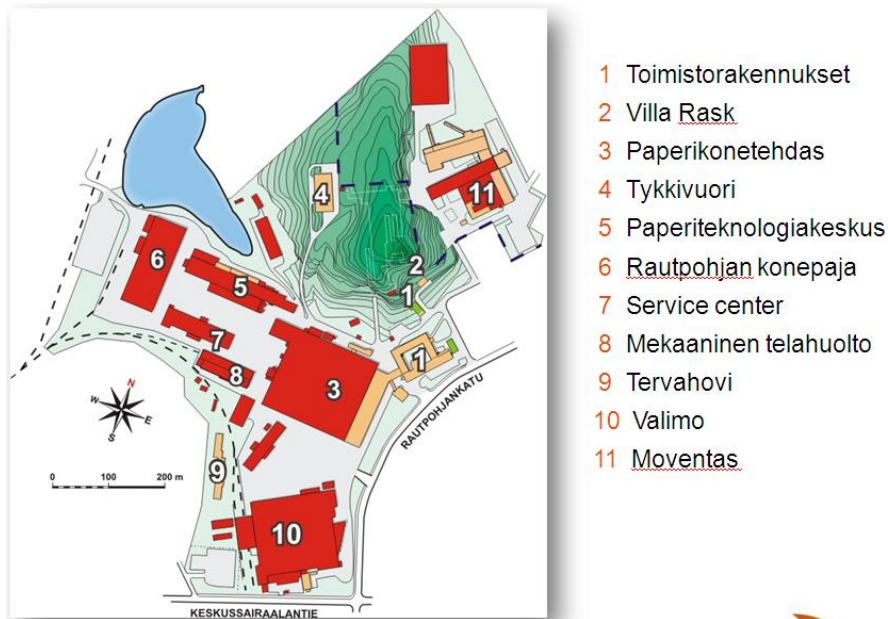 1 Toimistorakennukset
2 Villa Rask
3 Paperikonetehdas
4 Tykkivuori
5 Paperiteknologiakeskus
6 Rautpohjan konepaja
7 Service center
8 Mekaaninen telahuolto
9 Tervahovi
10 Valimo
11 Moventas
4
11
6
2
5
1
7
1
8
3
N
W
E
S
RAUTPOHJANKATU
9
0 100 200 m
10
KESKUSSAIRAALANTIE